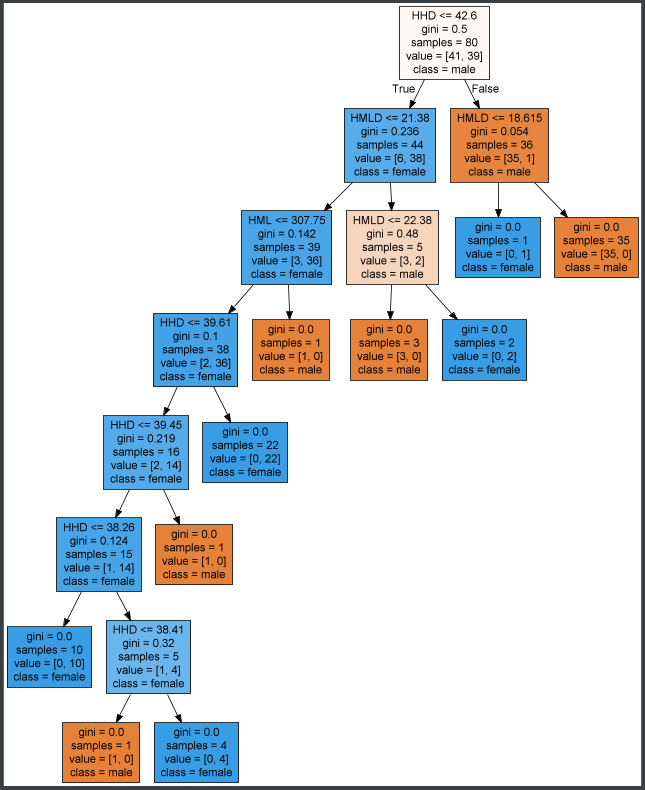 HHD <= 42.6
gini = 0.5
samples = 80
value = [41, 39]
class = male
True
False
HMLD <= 21.38
gini = 0.236
samples = 44
value = [6, 38]
class = female
HMLD <= 18.615
gini = 0.054
samples = 36
value = [35, 1]
class = male
HML <= 307.75
gini = 0.142
samples = 39
value = [3, 36]
class = female
HMLD <= 22.38
gini = 0.48
samples = 5
value = [3, 2]
class = male
gini = 0.0
samples = 1
value = [0, 1]
class = female
gini = 0.0
samples = 35
value = [35, 0]
class = male
HHD <= 39.61
gini = 0.1
samples = 38
value = [2, 36]
class = female
gini = 0.0
samples = 1
value = [1, 0]
class = male
gini = 0.0
samples = 3
value = [3, 0]
class = male
gini = 0.0
samples = 2
value = [0, 2]
class = female
HHD <= 39.45
gini = 0.219
samples = 16
value = [2, 14]
class = female
gini = 0.0
samples = 22
value = [0, 22]
class = female
HHD <= 38.26
gini = 0.124
samples = 15
value = [1, 14]
class = female
gini = 0.0
samples = 1
value = [1, 0]
class = male
gini = 0.0
samples = 10
value = [0, 10]
class = female
HHD <= 38.41
gini = 0.32
samples = 5
value = [1, 4]
class = female
gini = 0.0
samples = 1
value = [1, 0]
class = male
gini = 0.0
samples = 4
value = [0, 4]
class = female